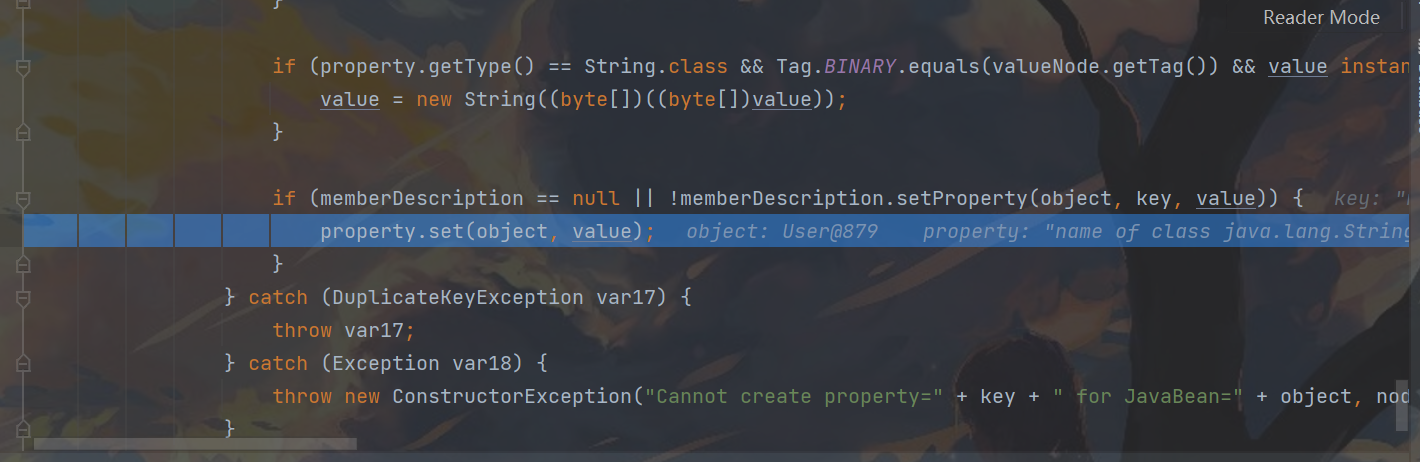 }
Reader Mode
if (property.getType() == String.class && Tag.BINARY.equals(valueNode.getTag()) && value instan
value = new String((byte[])((byte[])value));
}
if (memberDescription == null || !memberDescription.setProperty(object, key, value)) { key: "
property.set(object, value); object: User@879 property: "name of class java.lang.String
}
} catch (DuplicateKeyException var17) {
throw var17;
} catch (Exception var18) {
throw new ConstructorException("Cannot create property=" + key + " for JavaBean=" + object, nod
}